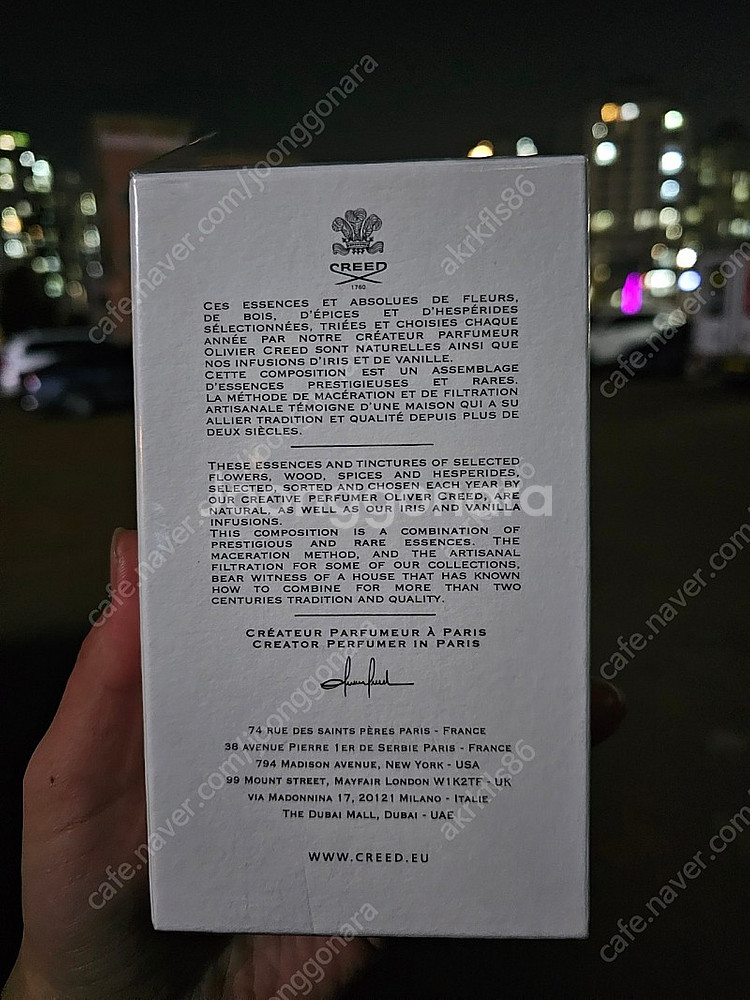 CREED
1760
CES ESSENCES ET ABSOLUES DE FLEURS,
DE BOIS, D'ÉPICES ET D'HESPÉRIDES
SÉLECTIONNÉES, TRIÉES ET CHOISIES CHAQUE
ANNÉE PAR NOTRE CRÉATEUR PARFUMEUR
OLIVIER CREED SONT NATURELLES AINSI QUE
NOS INFUSIONS D'IRIS ET DE VANILLE.
CETTE COMPOSITION EST UN ASSEMBLAGE
D'ESSENCES PRESTIGIEUSES ET RARES.
LA MÉTHODE DE MACÉRATION ET DE FILTRATION
ARTISANALE TÉMOIGNE D'UNE MAISON QUI A SU
ALLIER TRADITION ET QUALITÉ DEPUIS PLUS DE
DEUX SIÈCLES.
THESE ESSENCES AND TINCTURES OF SELECTED
FLOWERS, WOOD, SPICES AND HESPERIDES,
SELECTED, SORTED AND CHOSEN EACH YEAR BY
OUR CREATIVE PERFUMER OLIVER CREED, ARE
NATURAL, AS WELL AS OUR IRIS AND VANILLA
INFUSIONS.
THIS COMPOSITION IS A COMBINATION OF
PRESTIGIOUS AND RARE ESSENCES. THE
MACERATION METHOD, AND THE ARTISANAL
FILTRATION FOR SOME OF OUR COLLECTIONS,
BEAR WITNESS OF A HOUSE THAT HAS KNOWN
HOW TO COMBINE FOR MORE THAN TWO
CENTURIES TRADITION AND QUALITY.
CRÉATEUR PARFUMEUR À PARIS
CREATOR PERFUMER IN PARIS
74 RUE DES SAINTS PÈRES PARIS - FRANCE
38 AVENUE PIERRE 1ER DE SERBIE PARIS - FRANCE
794 MADISON AVENUE, NEW YORK - USA
99 MOUNT STREET, MAYFAIR LONDON W1K2TF - UK
VIA MADONNINA 17, 20121 MILANO - ITALIE
THE DUBAI MALL, DUBAI - UAE
WWW.CREED.EU
cafe.naver.com/joonggonara
akrkfls86
joonggonara